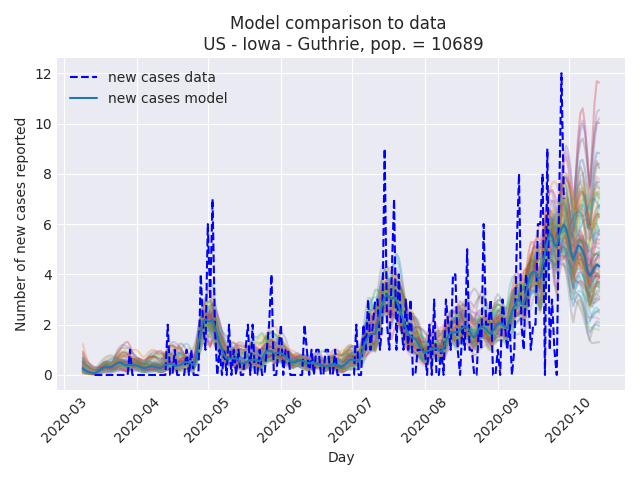 Model comparison to data
US - Iowa - Guthrie, pop. = 10689
new cases data
new cases model
Number of new cases reported
12
10
8
6
4
2
0
2020-03
2020-04
2020-05
2020-06
2020-07
2020-08
2020-09
2020-10
Day